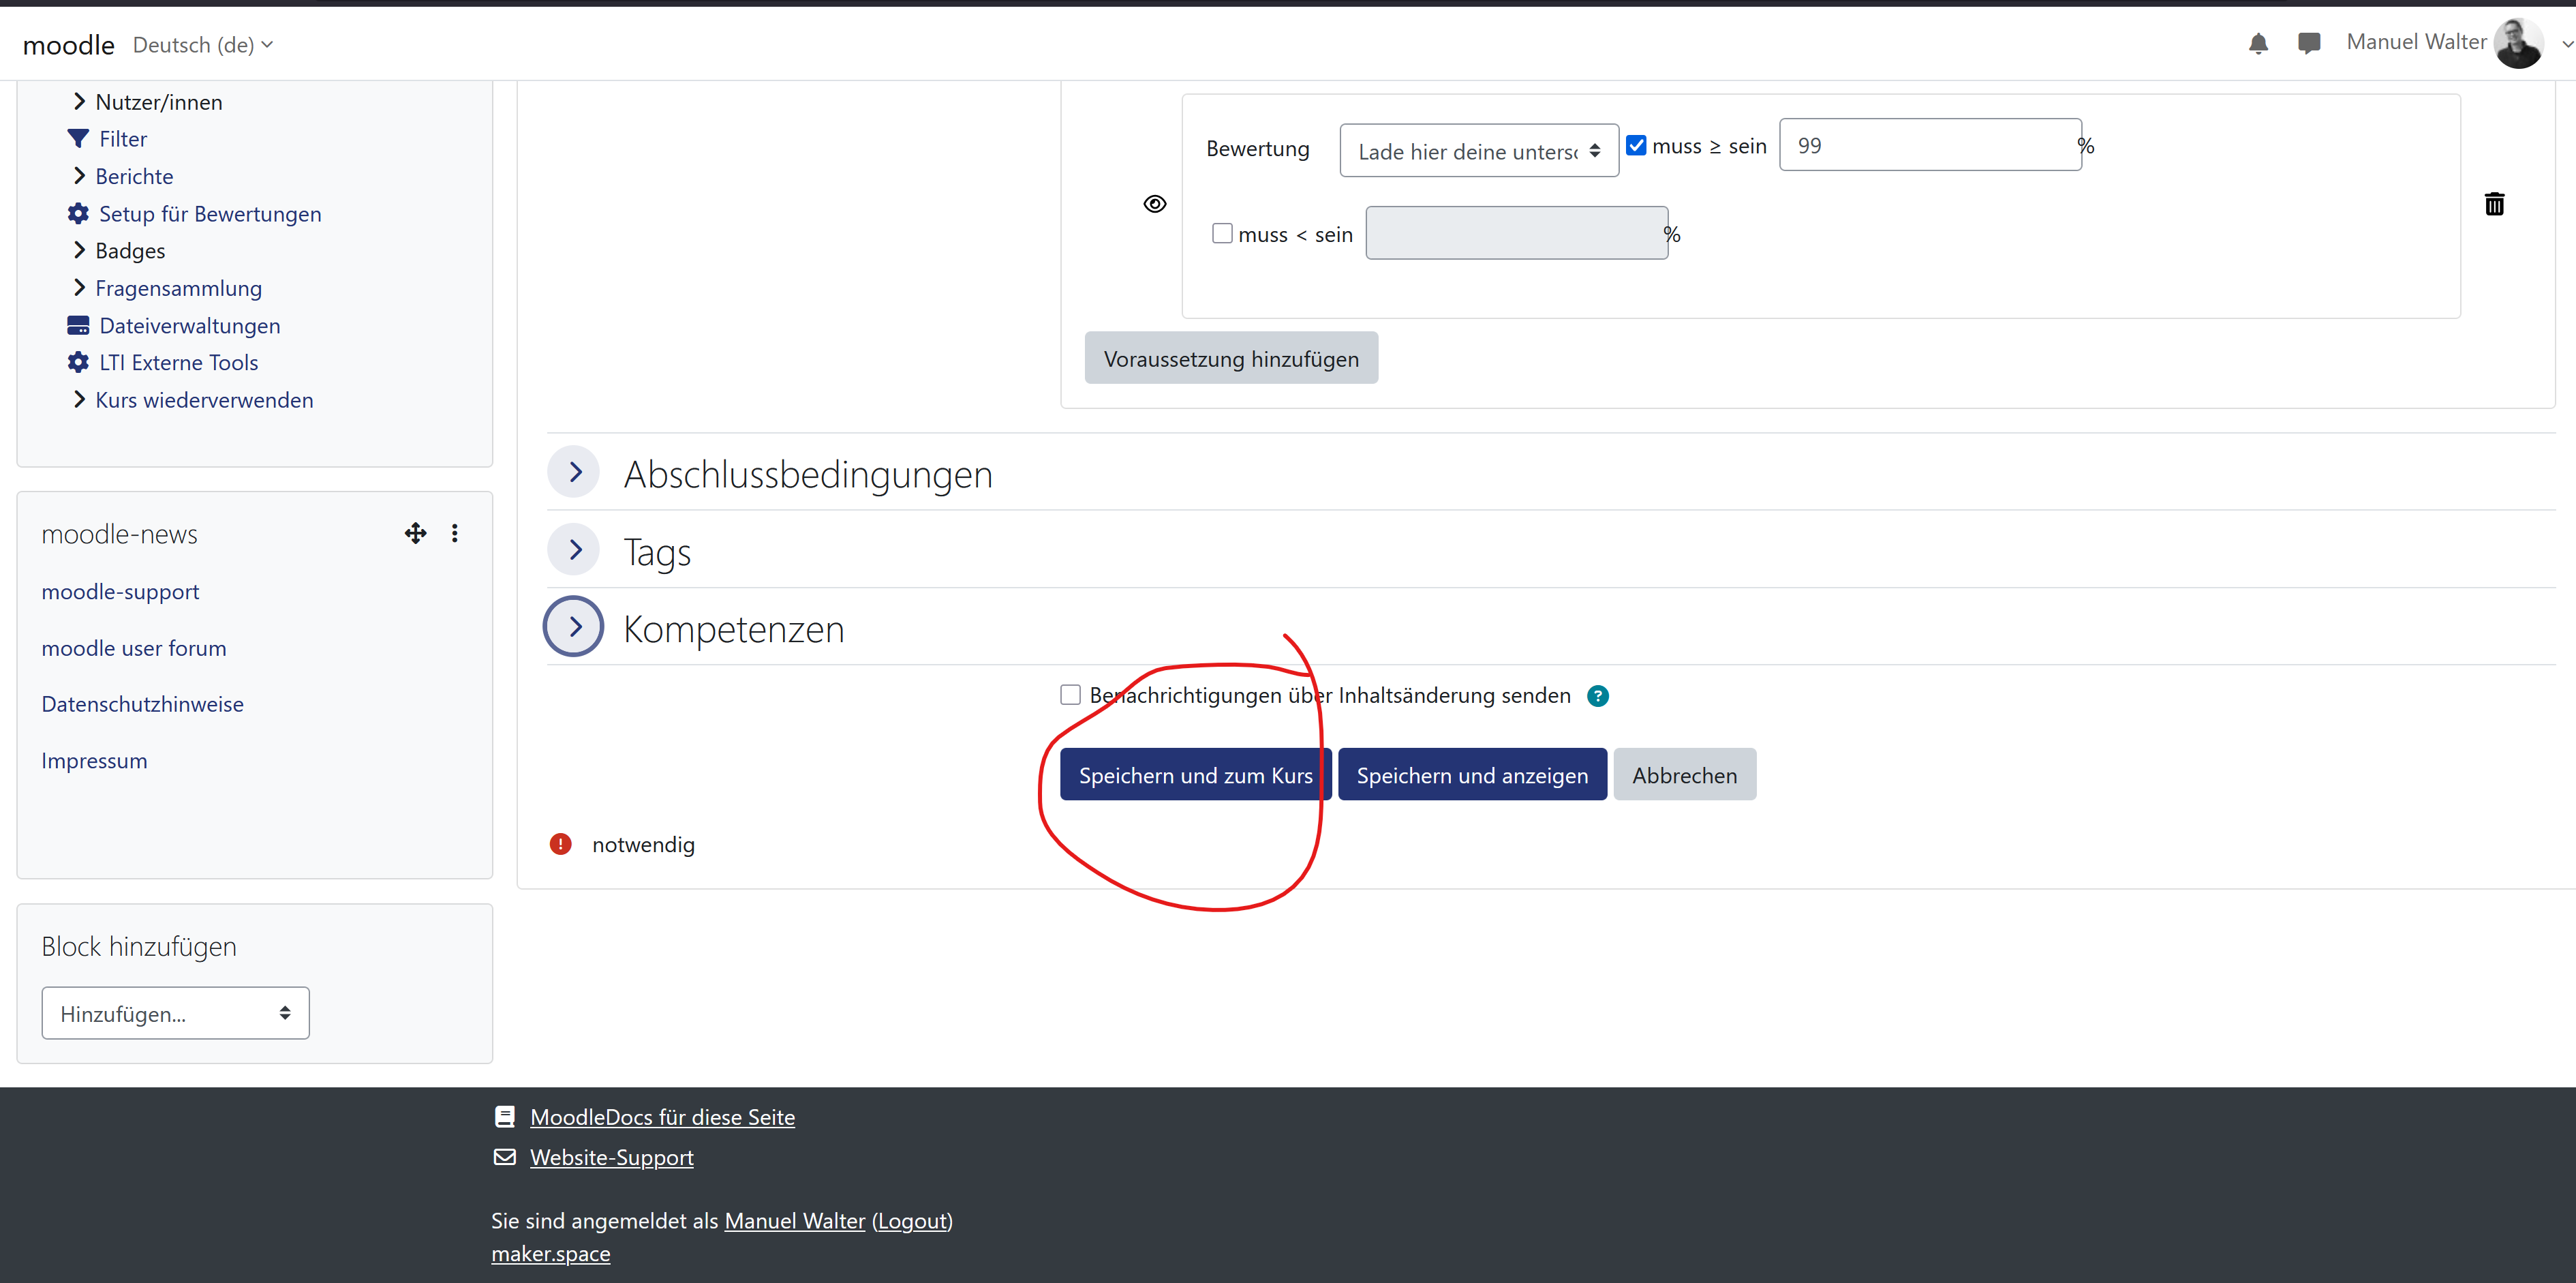 moodle Deutsch (de) Manuel Walter
Nutzer/innen
Filter
Berichte
Setup für Bewertungen
Badges
Fragensammlung
Dateiverwaltungen
LTI Externe Tools
Kurs wiederverwenden
moodle-news
moodle-support
moodle user forum
Datenschutzhinweise
Impressum
Block hinzufügen
Hinzufügen...
Bewertung Lade hier deine untersc muss ≥ sein 99 %
muss < sein %
Voraussetzung hinzufügen
Abschlussbedingungen
Tags
Kompetenzen
Benachrichtigungen über Inhaltsänderung senden ?
Speichern und zum Kurs Speichern und anzeigen Abbrechen
! notwendig
MoodleDocs für diese Seite
Website-Support
Sie sind angemeldet als Manuel Walter (Logout)
maker.space